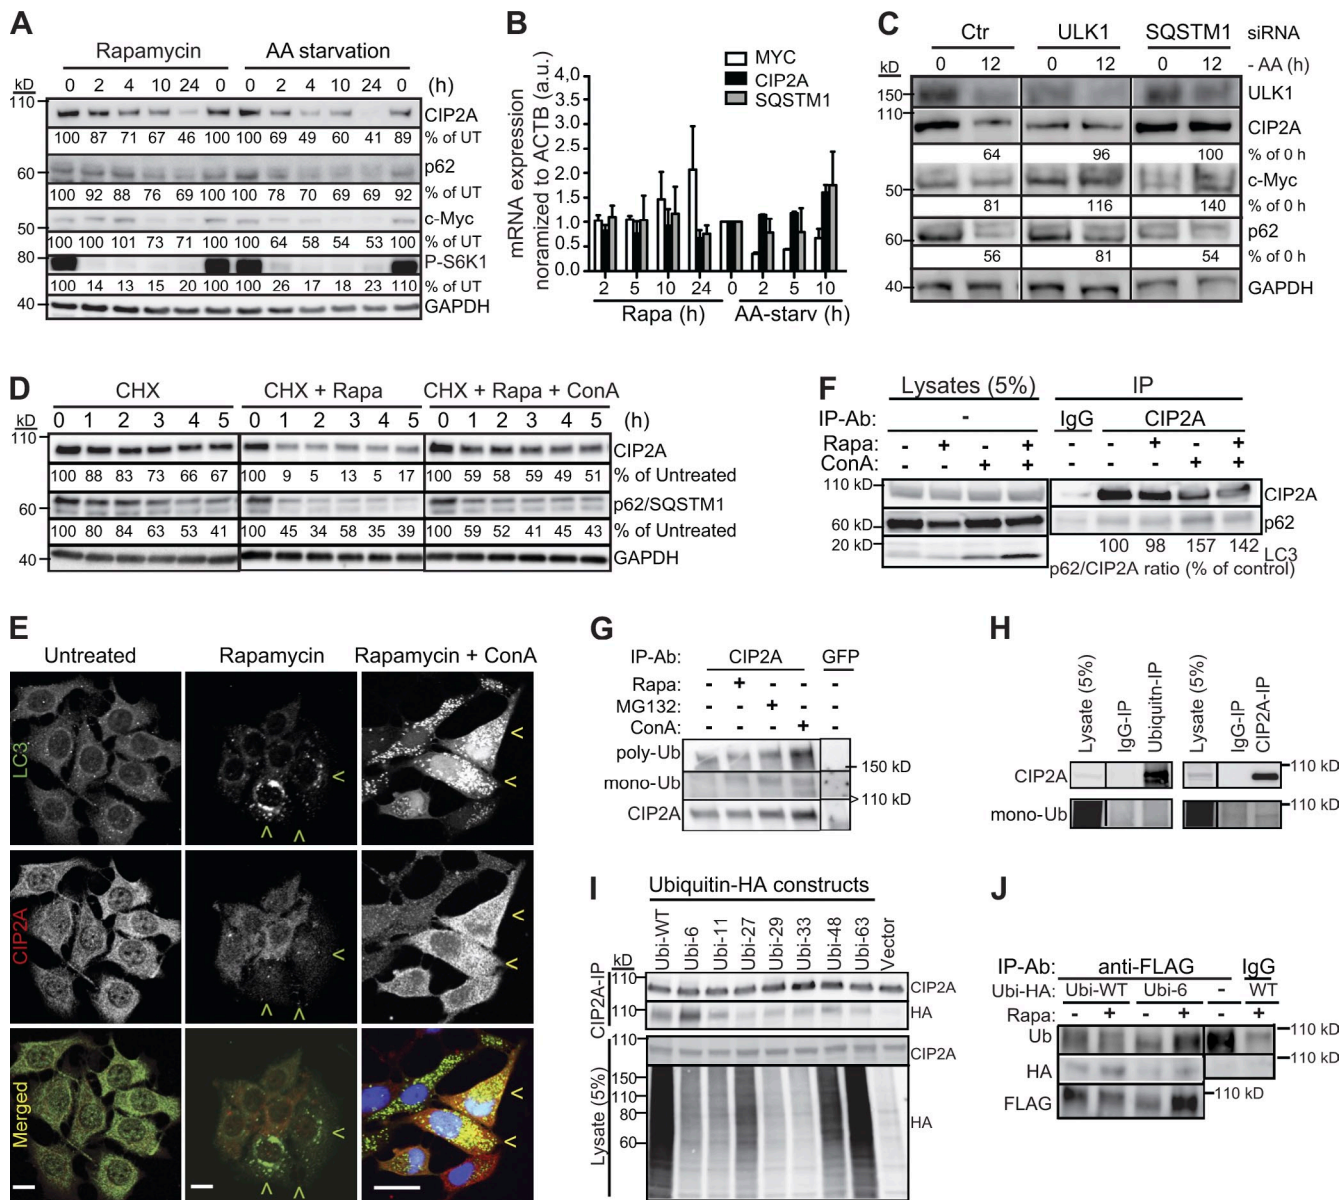 A
Rapamycin AA starvation
kD 0 2 4 10 24 0 0 2 4 10 24 0 (h)
110 CIP2A
100 87 71 67 46 100 100 69 49 60 41 89 % of UT
60 p62
100 92 88 76 69 100 100 78 70 69 69 92 % of UT
50 c-Myc
100 100 101 73 71 100 100 64 58 54 53 100 % of UT
80 P-S6K1
100 14 13 15 20 100 100 26 17 18 23 110 % of UT
40 GAPDH
B
mRNA expression
noramized to ACTB (a.u.)
MYC
CIP2A
SQSTM1
4,0
3.5
3.0
2.5
2.0
1.5
1.0
0.5
0.0
2 5 10 24 0 2 5 10
Rapa (h) AA-starv (h)
C
Ctr ULK1 SQSTM1 siRNA
kD 0 12 0 12 0 12 - AA (h)
150 ULK1
110 CIP2A
64 96 100 % of 0 h
50 c-Myc
81 116 140 % of 0 h
60 p62
56 81 54 % of 0 h
40 GAPDH
D
CHX CHX + Rapa CHX + Rapa + ConA
kD 0 1 2 3 4 5 0 1 2 3 4 5 0 1 2 3 4 5 (h)
110 CIP2A
100 88 83 73 66 67 100 9 5 13 5 17 100 59 58 59 49 51 % of Untreated
60 p62/SQSTM1
100 80 84 63 53 41 100 45 34 58 35 39 100 59 52 41 45 43 % of Untreated
40 GAPDH
F
Lysates (5%) IP
IP-Ab: - IgG CIP2A
Rapa: - + - + - - + - +
ConA: - - + + - - - + +
110 kD CIP2A
60 kD p62
20 kD 100 98 157 142 LC3
p62/CIP2A ratio (% of control)
E
Untreated Rapamycin Rapamycin + ConA
LC3
CIP2A
Merged
G
IP-Ab: CIP2A GFP
Rapa: - + - - -
MG132: - - + - -
ConA: - - - + -
poly-Ub 150 kD
mono-Ub 110 kD
CIP2A
H
Lysate (5%) IgG-IP Ubiquitn-IP Lysate (5%) IgG-IP CIP2A-IP
CIP2A 110 kD
mono-Ub 110 kD
I
Ubiquitin-HA constructs
kD Ubi-WT Ubi-6 Ubi-11 Ubi-27 Ubi-29 Ubi-33 Ubi-48 Ubi-63 Vector
CIP2A-IP
110 CIP2A
110 HA
Lysate (5%)
110 CIP2A
150
110
80
60
HA
J
IP-Ab: anti-FLAG IgG
Ubi-HA: Ubi-WT Ubi-6 - WT
Rapa: - + - + - +
Ub 110 kD
HA 110 kD
FLAG 110 kD